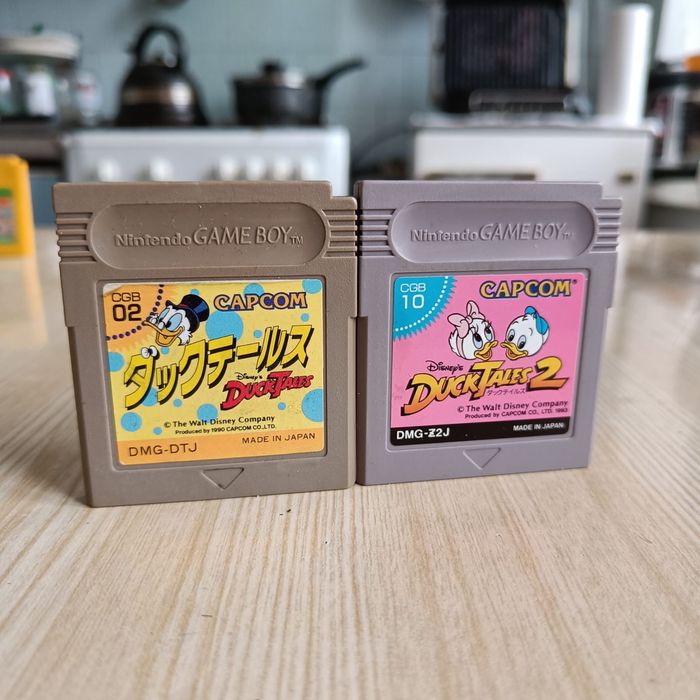 Nintendo GAME BOY TM
CGB
02
CAPCOM
ダックテールス
DISNEY'S
DUCKTALES
© The Walt Disney Company
Produced by 1990 CAPCOM CO., LTD.
DMG-DTJ
MADE IN JAPAN
Nintendo GAME BOY TM
CGB
10
CAPCOM®
DISNEY'S
DUCKTALES 2
ダックテイルズ
© The Walt Disney Company
Produced by CAPCOM CO., LTD. 1993
DMG-Z2J
MADE IN JAPAN